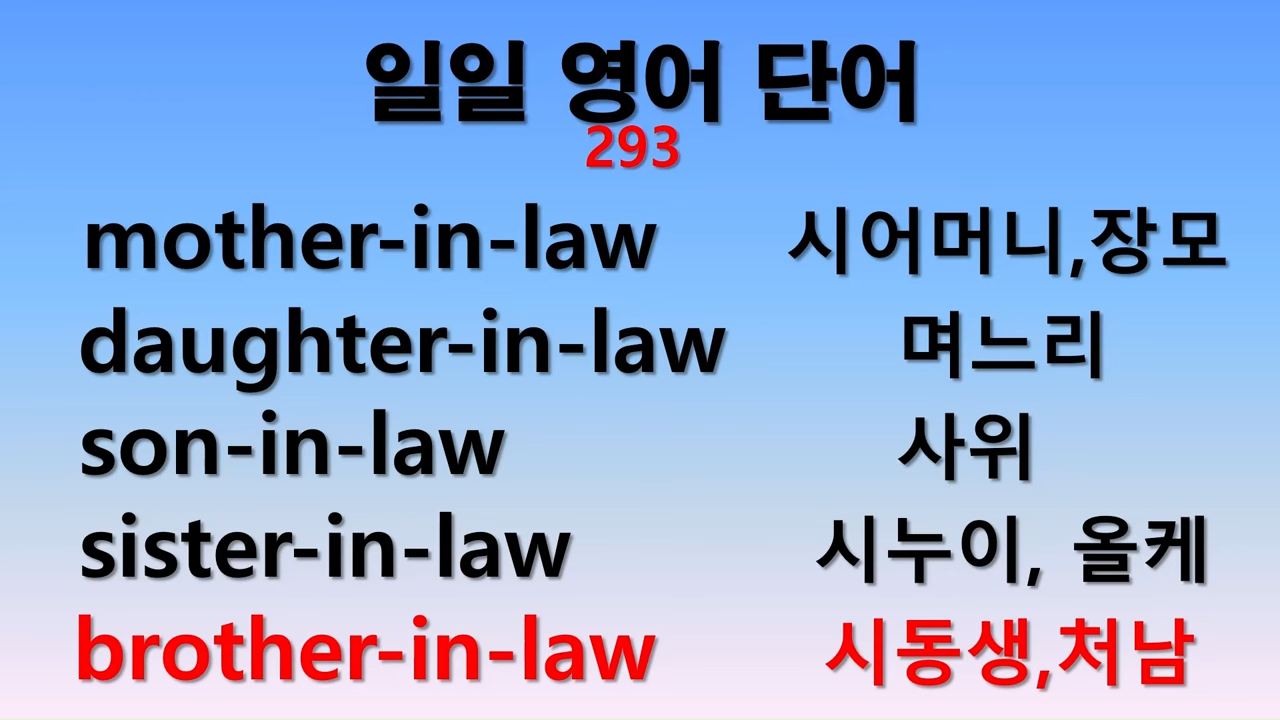 일일 영어 단어
293
mother-in-law 시어머니,장모
daughter-in-law 며느리
son-in-law 사위
sister-in-law 시누이, 올케
brother-in-law 시동생,처남